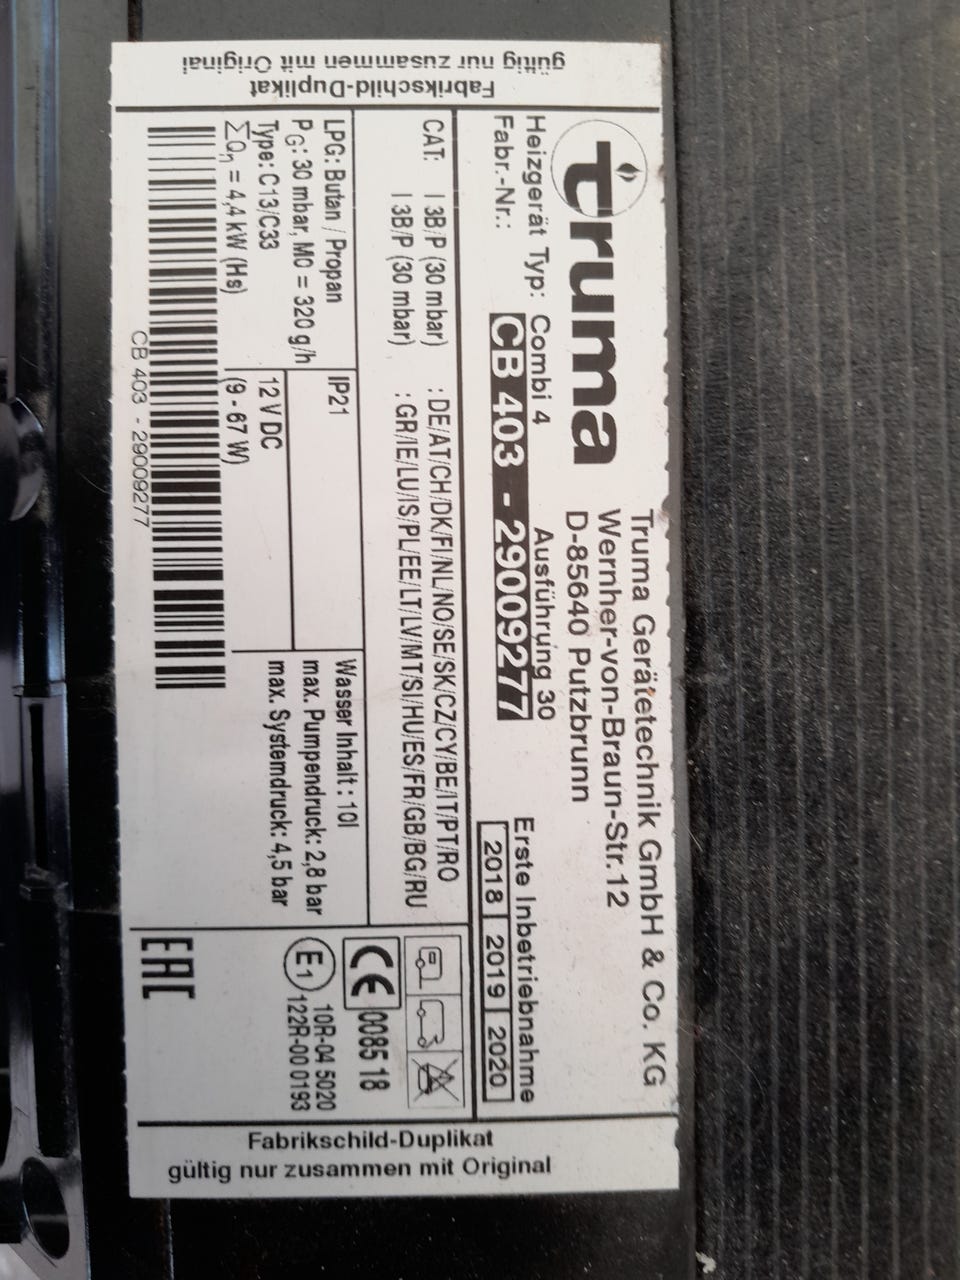 Fabrikschild-Duplikat
gültig nur zusammen mit Original
truma
Truma Gerätetechnik GmbH & Co. KG
Wernher-von-Braun-Str. 12
D-85640 Putzbrunn
Heizgerät Typ: Combi 4
Ausführung 30
Fabr.-Nr.: CB 403 - 29009277
Erste Inbetriebnahme
2018 2019 2020
CAT: I 3B/P (30 mbar) : DE/AT/CH/DK/FI/NL/NO/SE/SK/CZ/CY/BE/IT/PT/RO
I 3B/P (30 mbar) : GR/IE/LU/IS/PL/EE/LT/LV/MT/SI/HU/ES/FR/GB/BG/RU
LPG: Butan / Propan
PG: 30 mbar, M0 = 320 g/h
Type: C13/C33
ΣQn = 4,4 kW (Hs)
IP21
12 V DC
(9 - 67 W)
Wasser Inhalt : 10l
max. Pumpendruck: 2,8 bar
max. Systemdruck: 4,5 bar
CE 0085 18
E1 10R-04 5020
122R-00 0193
EAC
CB 403 - 29009277
Fabrikschild-Duplikat
gültig nur zusammen mit Original